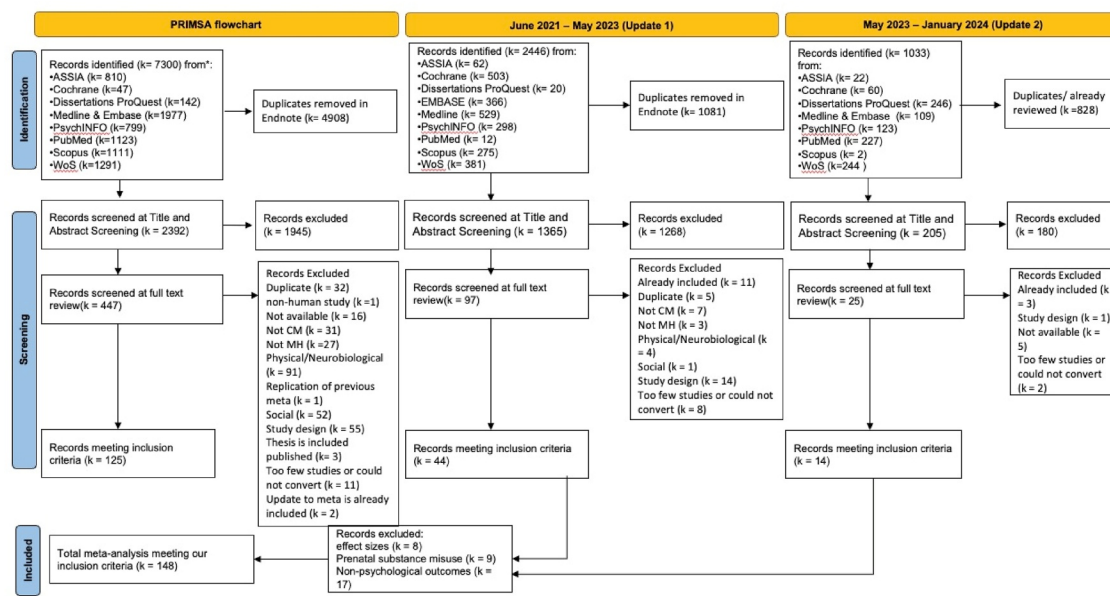 PRIMSA flowchart
June 2021 – May 2023 (Update 1)
May 2023 – January 2024 (Update 2)
Identification
Records identified (k= 7300) from*:
•ASSIA (k= 810)
•Cochrane (k=47)
•Dissertations ProQuest (k=142)
•Medline & Embase (k=1977)
•PsychINFO (k=799)
•PubMed (k=1123)
•Scopus (k=1111)
•WoS (k=1291)
Duplicates removed in
Endnote (k= 4908)
Records identified (k= 2446) from:
•ASSIA (k= 62)
•Cochrane (k= 503)
•Dissertations ProQuest (k= 20)
•EMBASE (k= 366)
•Medline (k= 529)
•PsychINFO (k= 298)
•PubMed (k= 12)
•Scopus (k= 275)
•WoS (k= 381)
Duplicates removed in
Endnote (k= 1081)
Records identified (k= 1033)
from:
•ASSIA (k= 22)
•Cochrane (k= 60)
•Dissertations ProQuest (k= 246)
•Medline & Embase (k= 109)
•PsychINFO (k= 123)
•PubMed (k= 227)
•Scopus (k= 2)
•WoS (k=244 )
Duplicates/ already
reviewed (k =828)
Screening
Records screened at Title and
Abstract Screening (k = 2392)
Records excluded
(k = 1945)
Records screened at Title and
Abstract Screening (k = 1365)
Records excluded
(k = 1268)
Records screened at Title and
Abstract Screening (k = 205)
Records excluded
(k = 180)
Records screened at full text
review(k = 447)
Records Excluded
Duplicate (k = 32)
non-human study (k =1)
Not available (k = 16)
Not CM (k = 31)
Not MH (k =27)
Physical/Neurobiological
(k = 91)
Replication of previous
meta (k = 1)
Social (k = 52)
Study design (k = 55)
Thesis is included
published (k= 3)
Too few studies or could
not convert (k = 11)
Update to meta is already
included (k = 2)
Records screened at full text
review(k = 97)
Records Excluded
Already included (k = 11)
Duplicate (k = 5)
Not CM (k = 7)
Not MH (k = 3)
Physical/Neurobiological (k
= 4)
Social (k = 1)
Study design (k = 14)
Too few studies or could not
convert (k = 8)
Records screened at full text
review(k = 25)
Records Excluded
Already included (k
= 3)
Study design (k = 1)
Not available (k =
5)
Too few studies or
could not convert
(k = 2)
Records meeting inclusion
criteria (k = 125)
Records meeting inclusion criteria
(k = 44)
Records meeting inclusion criteria
(k = 14)
Included
Total meta-analysis meeting our
inclusion criteria (k = 148)
Records excluded:
effect sizes (k = 8)
Prenatal substance misuse (k = 9)
Non-psychological outcomes (k =
17)